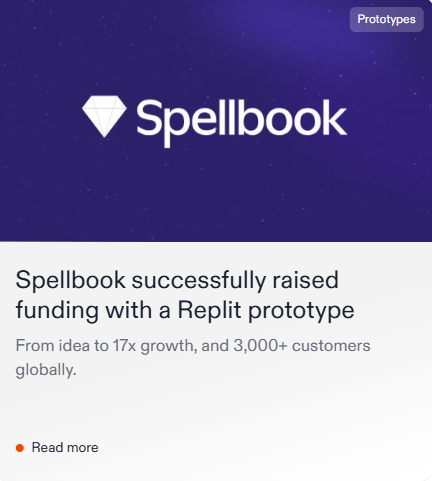 Prototypes
Spellbook
Spellbook successfully raised
funding with a Replit prototype
From idea to 17x growth, and 3,000+ customers
globally.
Read more